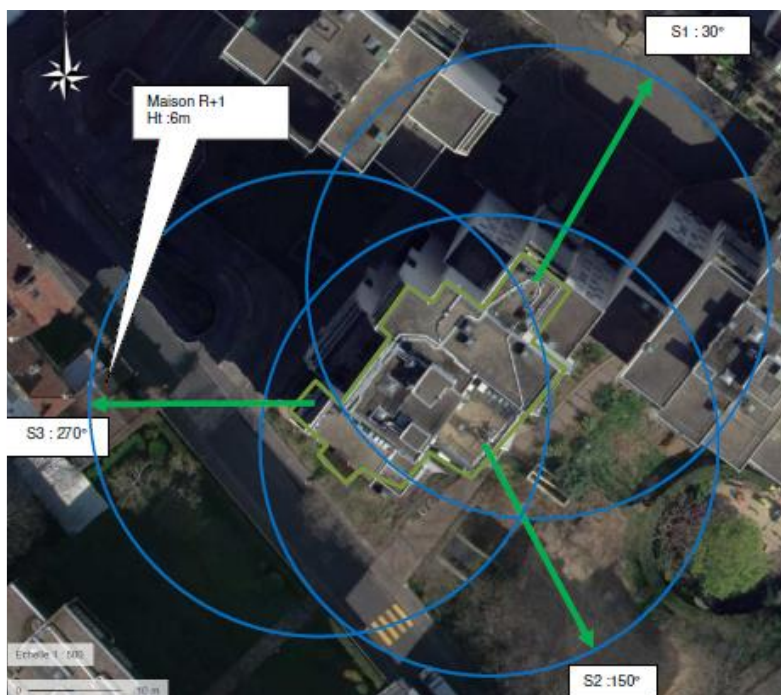 S1 : 30°
Maison R+1
Ht :6m
S3 : 270°
Echelle 1 : 500
0 10 m
S2 :150°